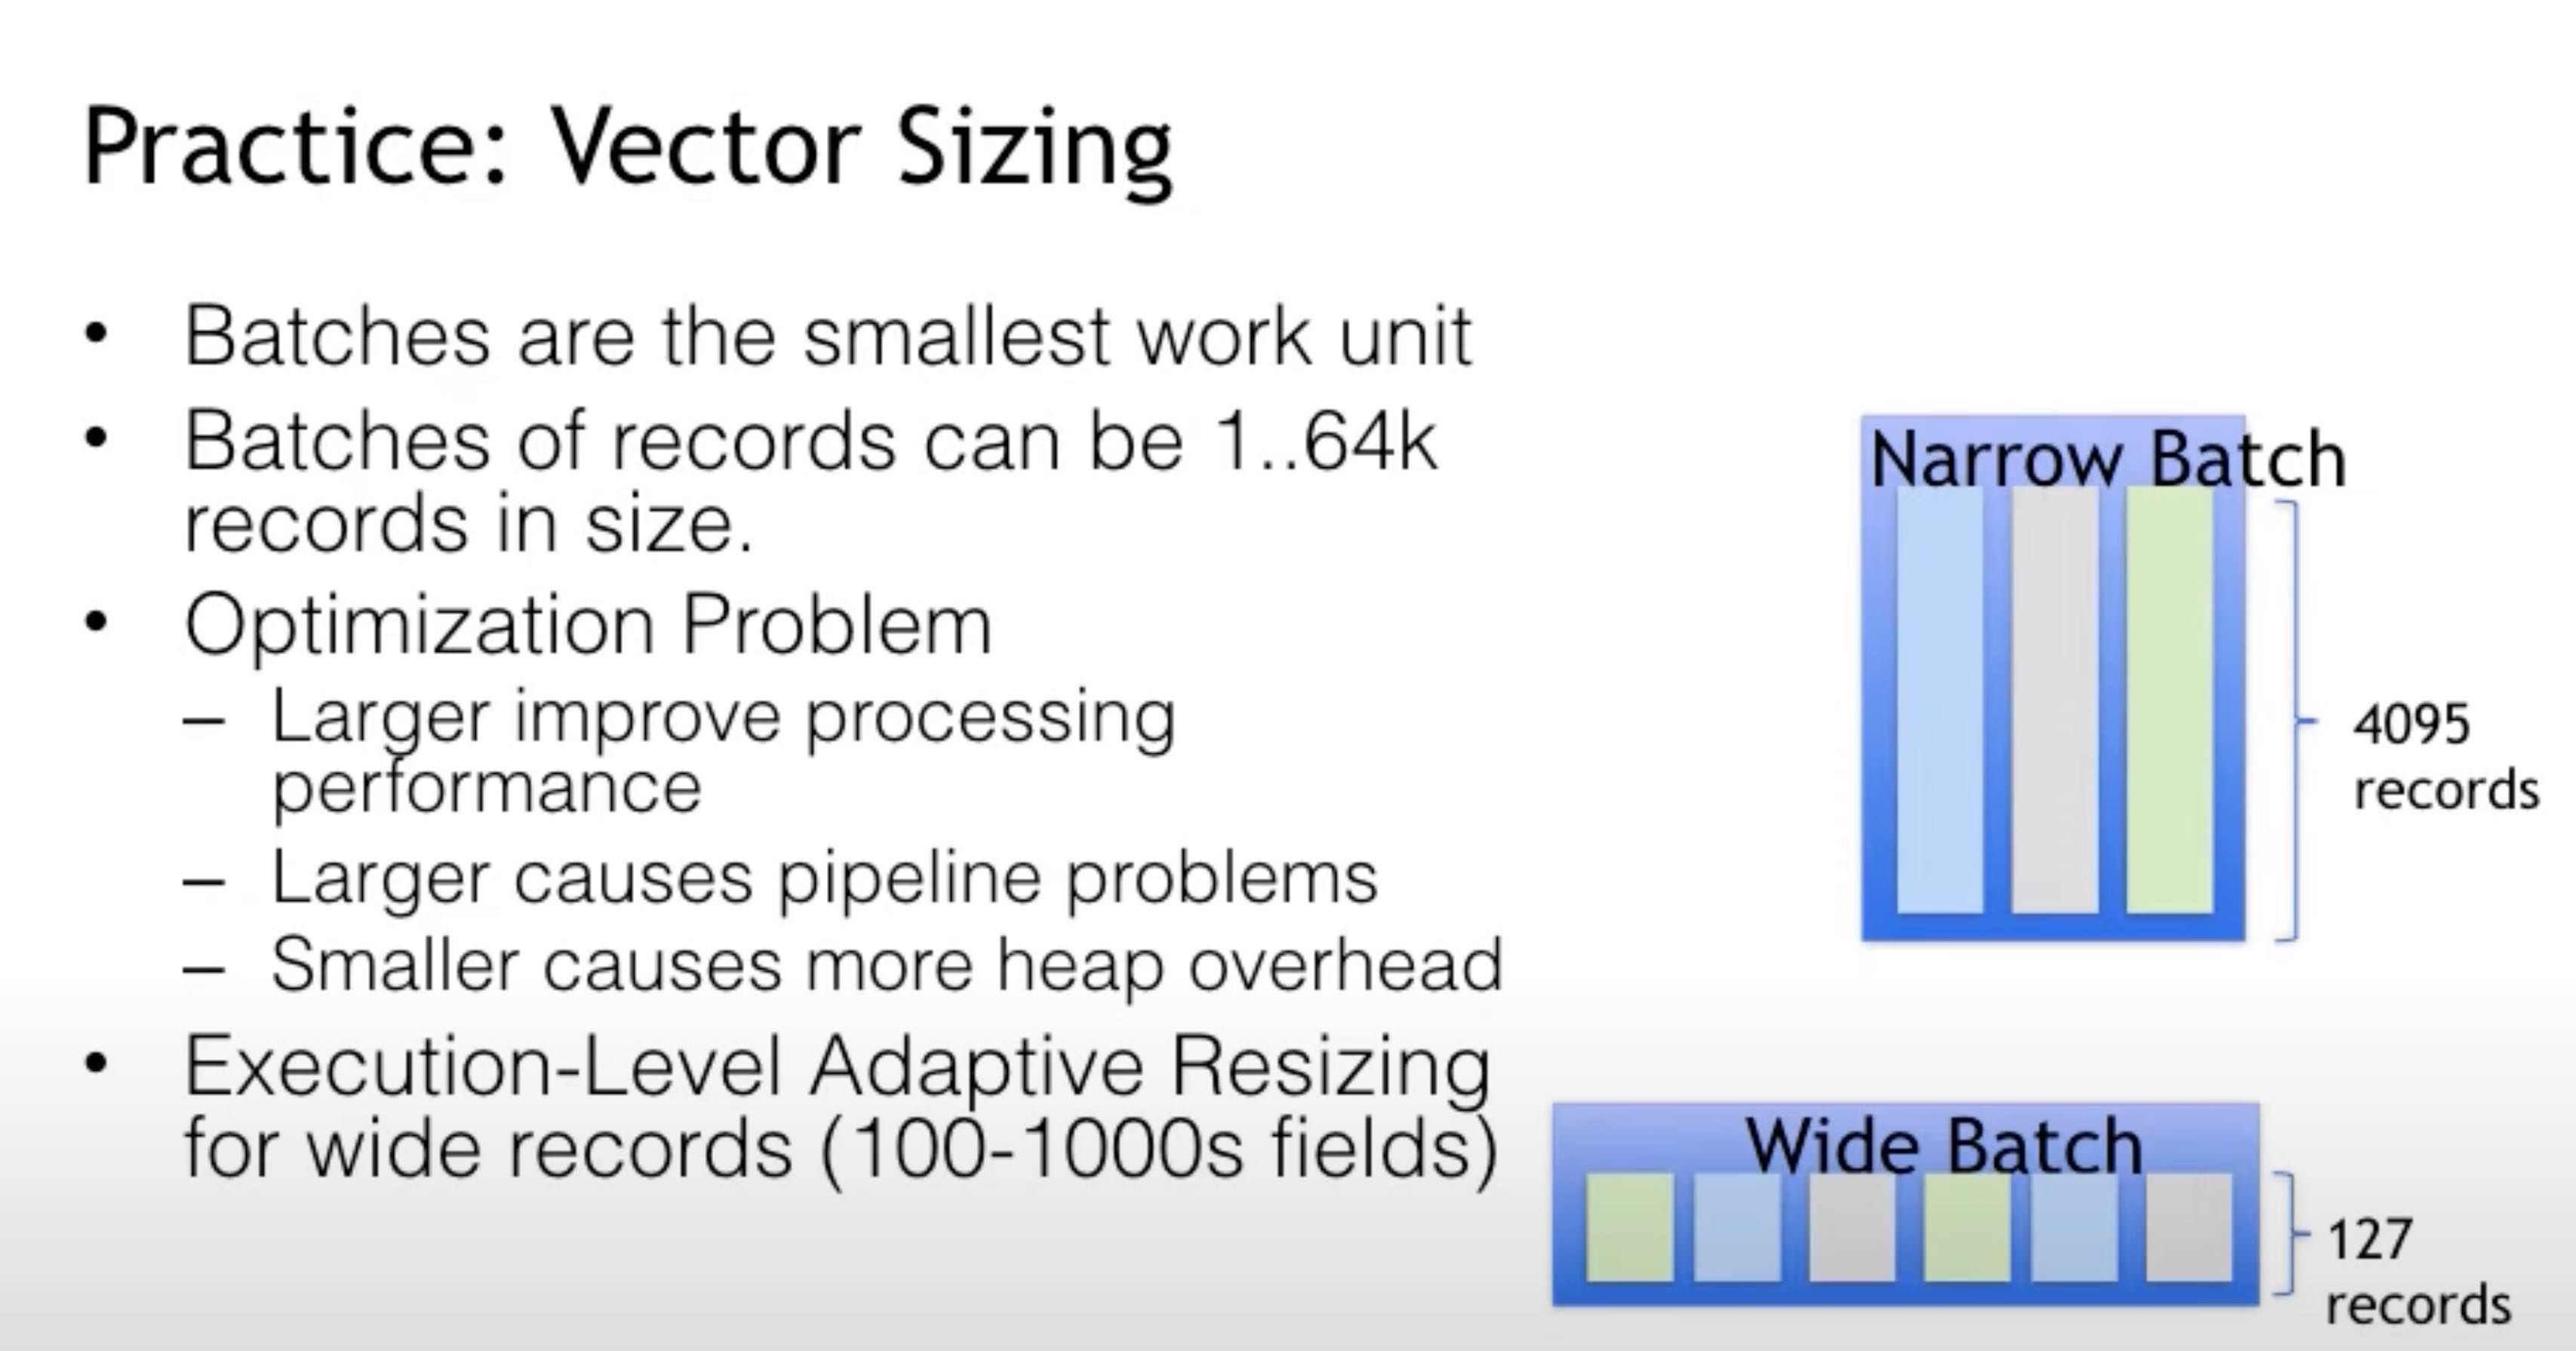 Practice: Vector Sizing
• Batches are the smallest work unit
• Batches of records can be 1..64k
records in size.
• Optimization Problem
– Larger improve processing
performance
– Larger causes pipeline problems
– Smaller causes more heap overhead
• Execution-Level Adaptive Resizing
for wide records (100-1000s fields)
Narrow Batch
4095
records
Wide Batch
127
records